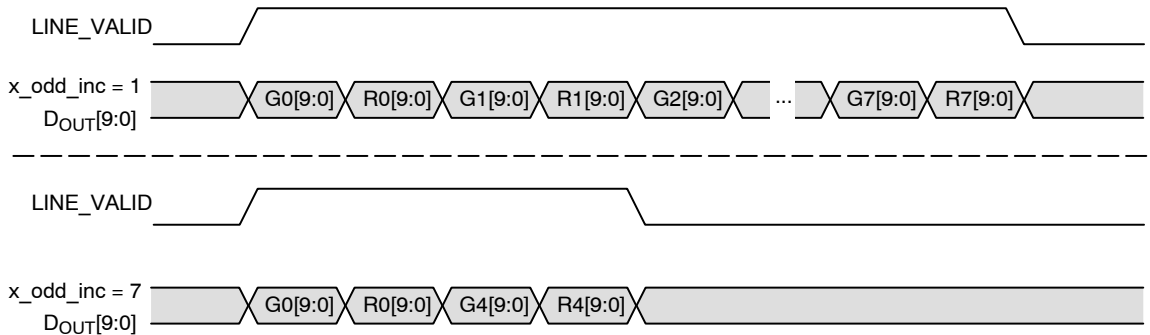 LINE_VALID
x_odd_inc = 1
DOUT[9:0]
G0[9:0] R0[9:0] G1[9:0] R1[9:0] G2[9:0] ... G7[9:0] R7[9:0]
LINE_VALID
x_odd_inc = 7
DOUT[9:0]
G0[9:0] R0[9:0] G4[9:0] R4[9:0]